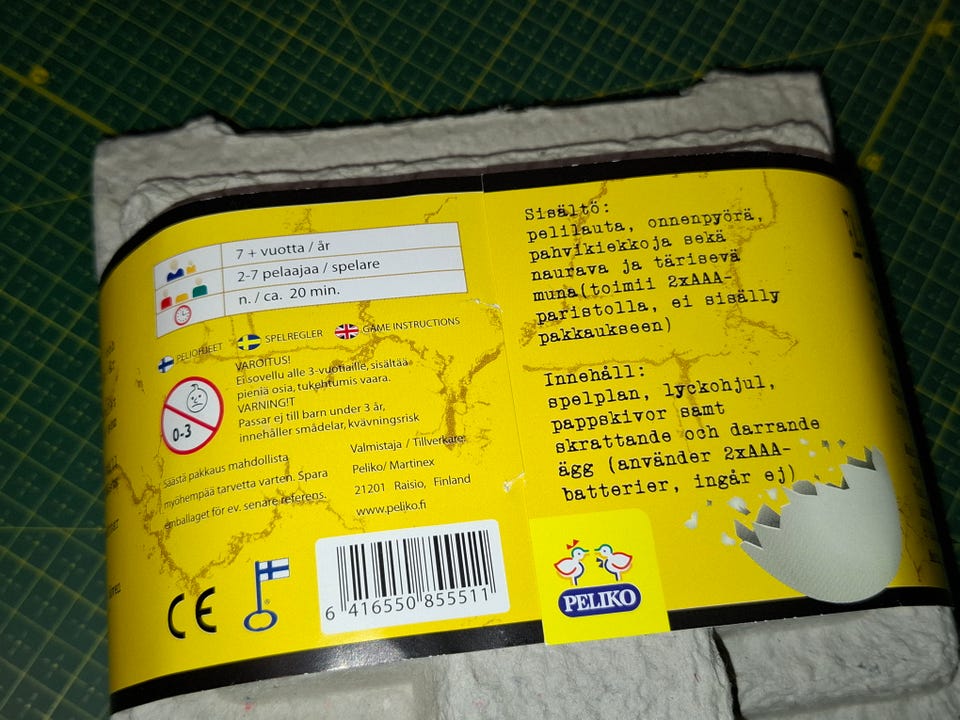 7 + vuotta / år
2-7 pelaajaa / spelare
n. / ca. 20 min.
PELIOHJEET SPELREGLER GAME INSTRUCTIONS
VAROITUS!
Ei sovellu alle 3-vuotiaille, sisältää
pieniä osia, tukehtumis vaara.
VARNING!T
Passar ej till barn under 3 år,
innehåller smådelar, kvävningsrisk
0-3
Säästä pakkaus mahdollista
myöhempää tarvetta varten. Spara
emballaget för ev. senare referens.
Valmistaja / Tillverkare:
Peliko/ Martinex
21201 Raisio, Finland
www.peliko.fi
CE
6 416550 855511
Sisältö:
pelilauta, onnenpyörä,
pahvikiekkoja sekä
naurava ja tärisevä
muna(toimii 2xAAA-
paristolla, ei sisälly
pakkaukseen)
Innehåll:
spelplan, lyckohjul,
pappskivor samt
skrattande och darrande
ägg (använder 2xAAA-
batterier, ingår ej)
PELIKO